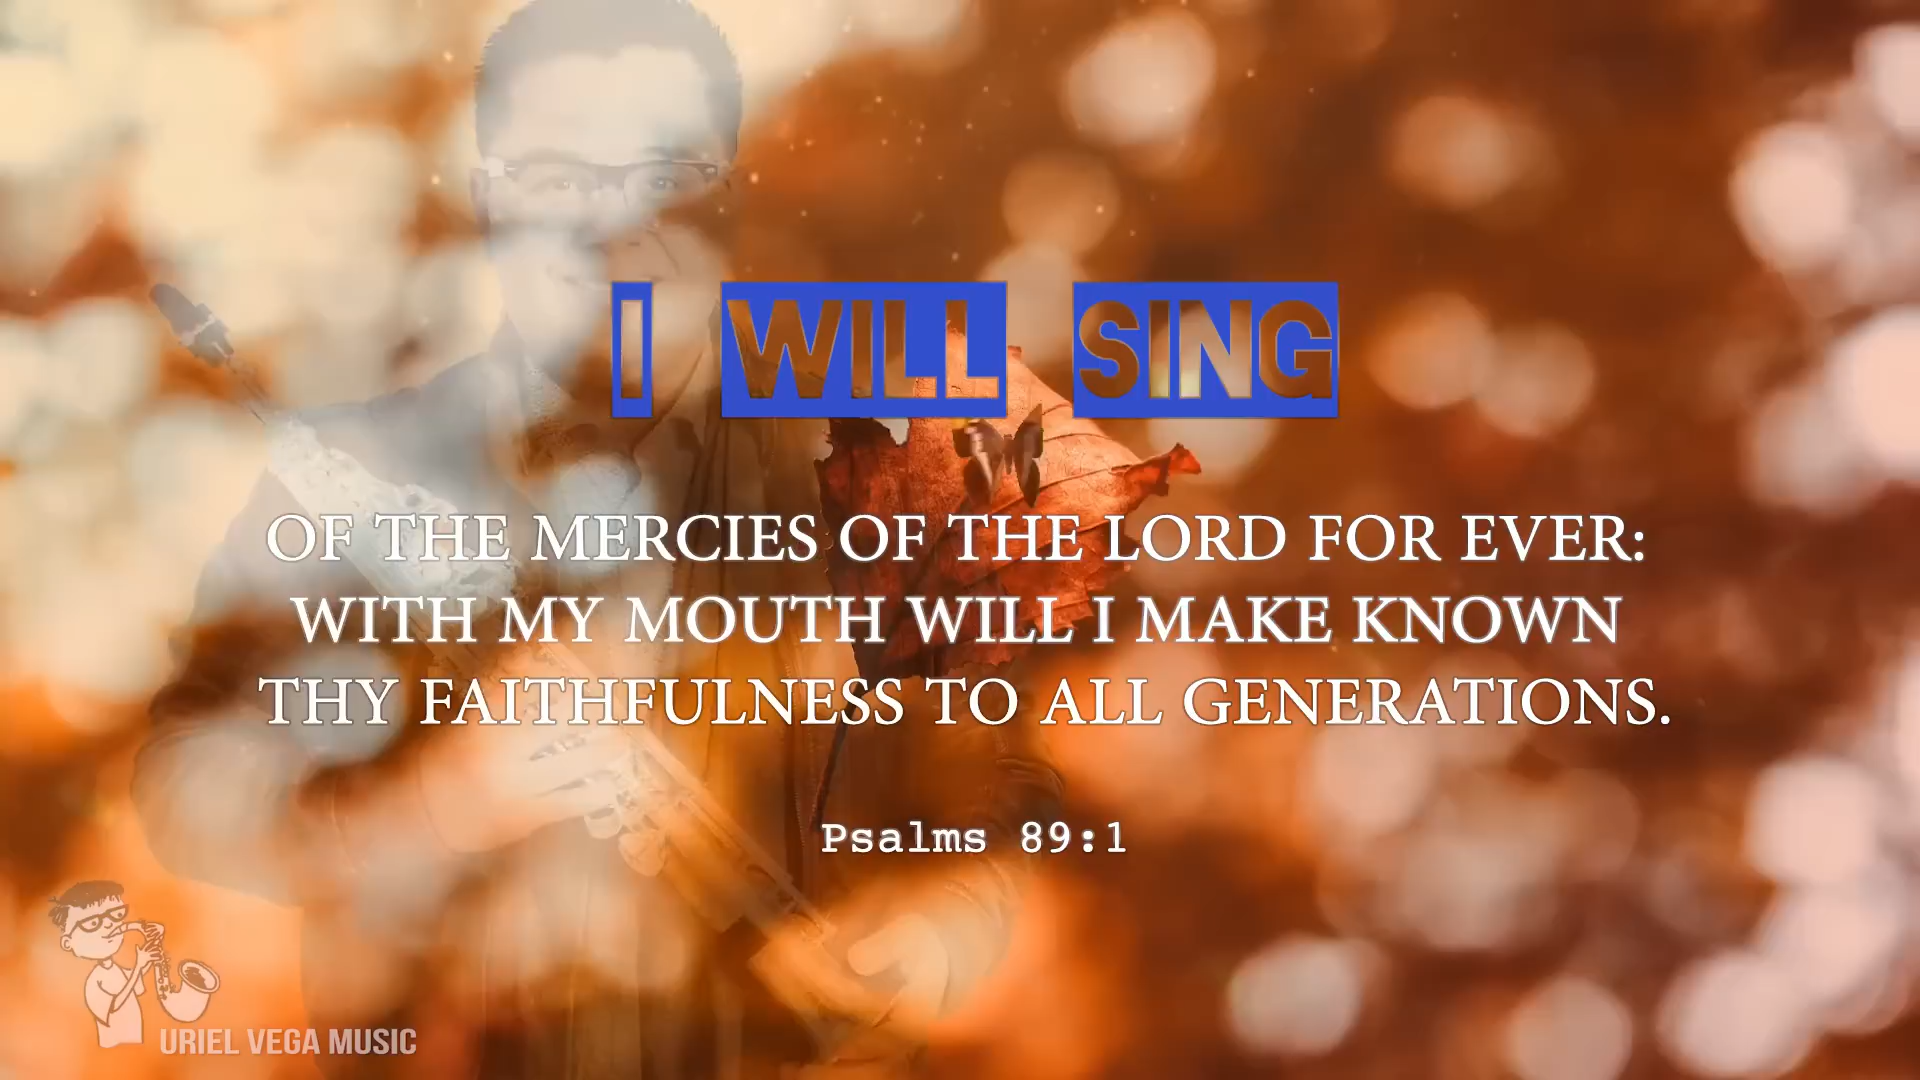 I WILL SING
OF THE MERCIES OF THE LORD FOR EVER:
WITH MY MOUTH WILL I MAKE KNOWN
THY FAITHFULNESS TO ALL GENERATIONS.
Psalms 89:1
URIEL VEGA MUSIC